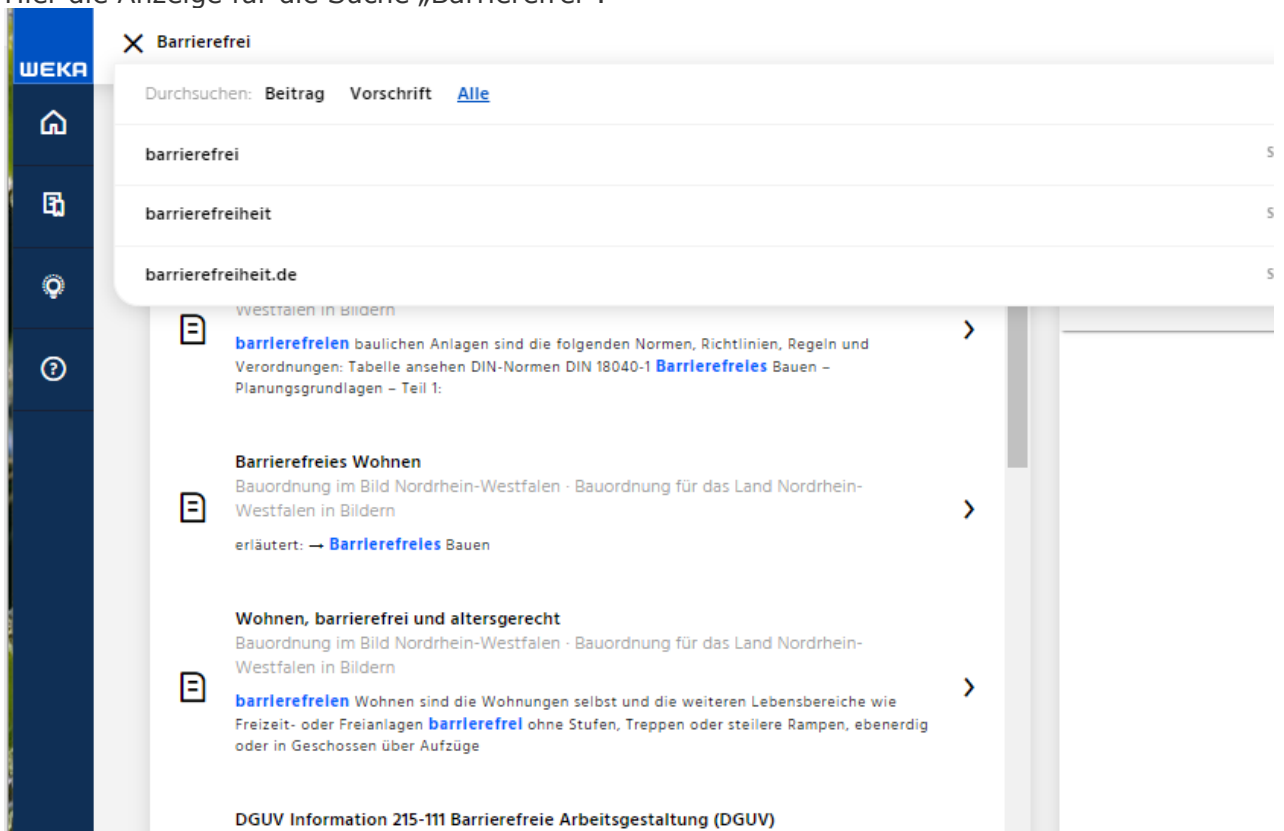 Hier die Anzeige für die Suche „Barrierefrei“.
Barrierefrei
WEKA
Durchsuchen: Beitrag Vorschrift Alle
barrierefrei S
barrierefreiheit S
barrierefreiheit.de S
Westfalen in Bildern
barrierefreien baulichen Anlagen sind die folgenden Normen, Richtlinien, Regeln und
Verordnungen: Tabelle ansehen DIN-Normen DIN 18040-1 Barrierefreies Bauen –
Planungsgrundlagen – Teil 1:
Barrierefreies Wohnen
Bauordnung im Bild Nordrhein-Westfalen · Bauordnung für das Land Nordrhein-
Westfalen in Bildern
erläutert: → Barrierefreies Bauen
Wohnen, barrierefrei und altersgerecht
Bauordnung im Bild Nordrhein-Westfalen · Bauordnung für das Land Nordrhein-
Westfalen in Bildern
barrierefreien Wohnen sind die Wohnungen selbst und die weiteren Lebensbereiche wie
Freizeit- oder Freianlagen barrierefrei ohne Stufen, Treppen oder steilere Rampen, ebenerdig
oder in Geschossen über Aufzüge
DGUV Information 215-111 Barrierefreie Arbeitsgestaltung (DGUV)